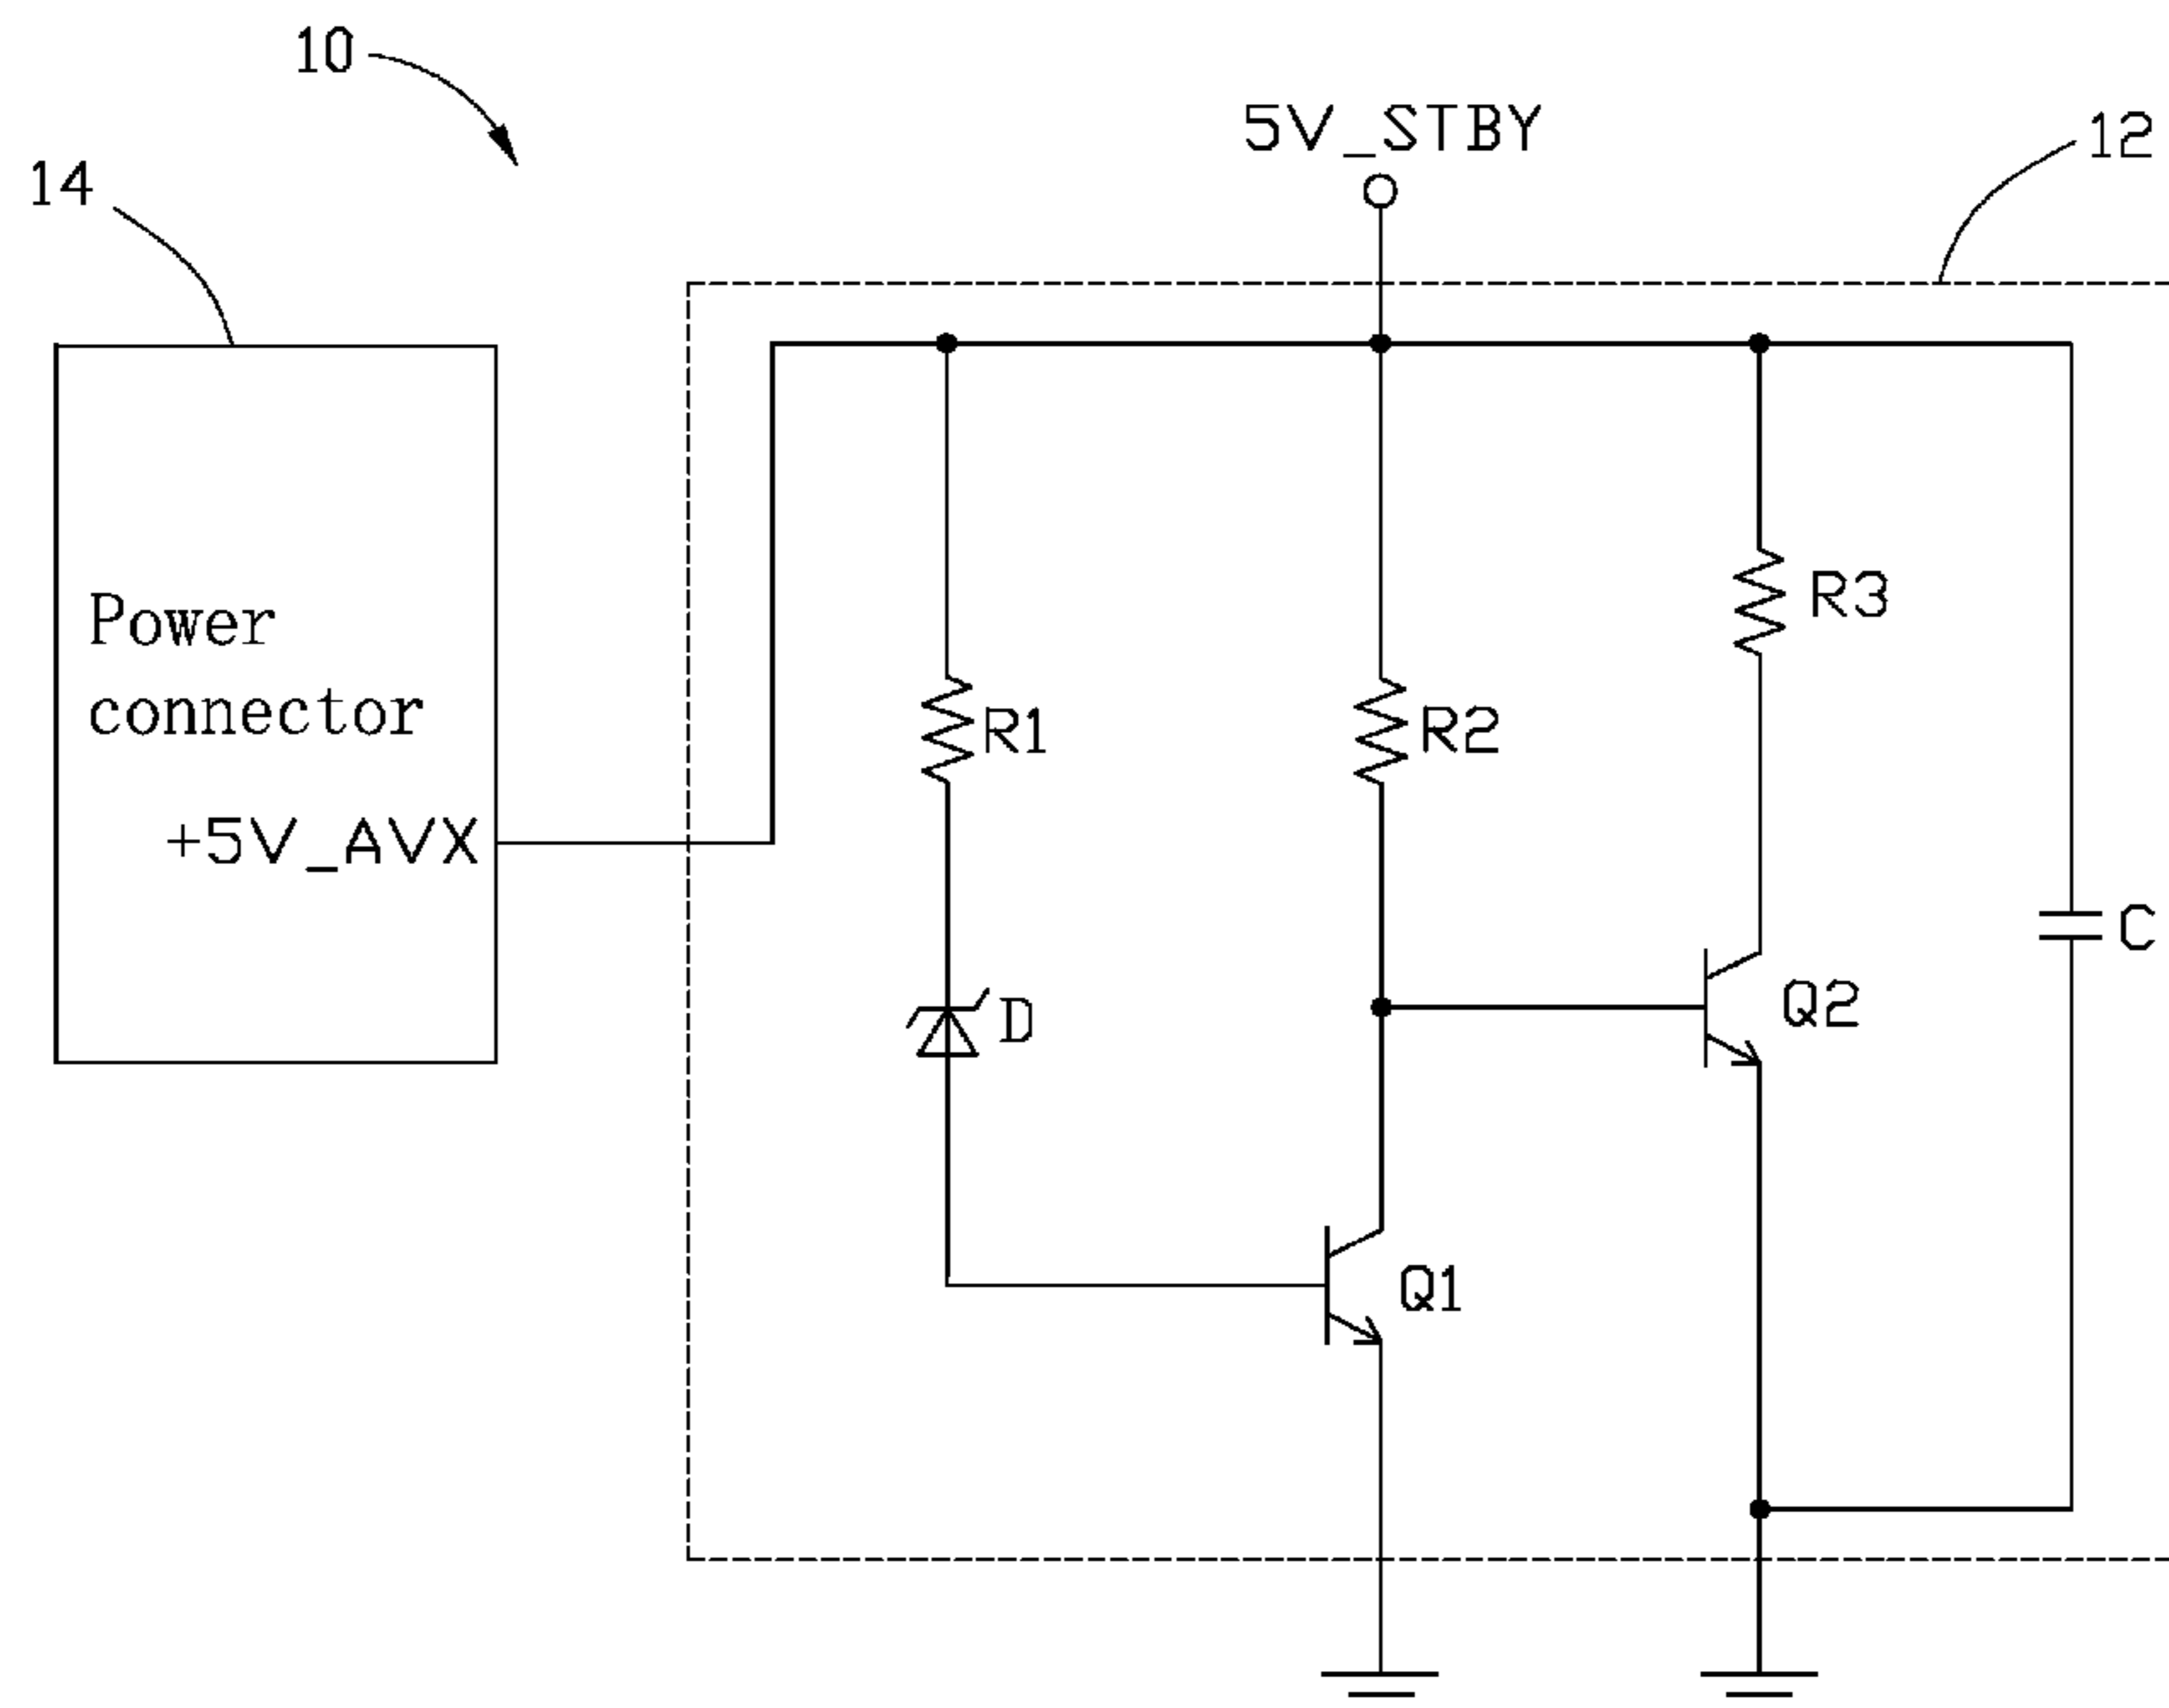 10
5V_STBY
12
14
R3
Power
connector
R1
R2
+5V_AVX
C
D
Q2
Q1